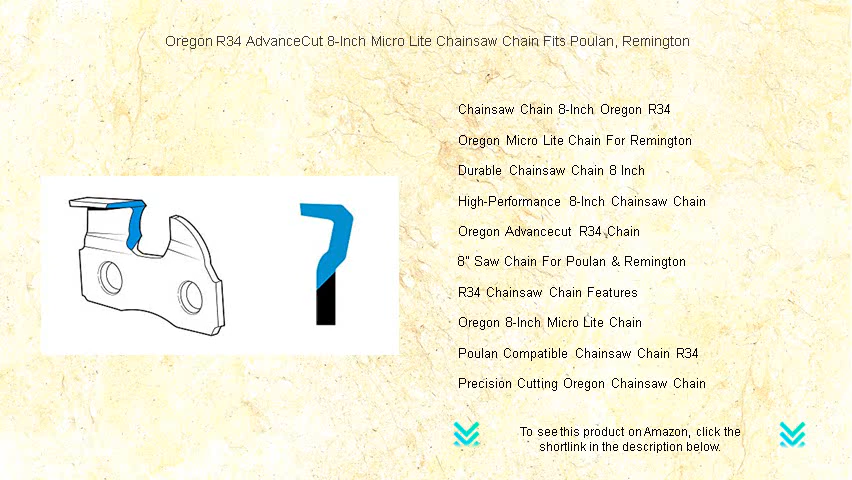 Oregon R34 AdvanceCut 8-Inch Micro Lite Chainsaw Chain Fits Poulan, Remington
Chainsaw Chain 8-Inch Oregon R34
Oregon Micro Lite Chain For Remington
Durable Chainsaw Chain 8 Inch
High-Performance 8-Inch Chainsaw Chain
Oregon Advancecut R34 Chain
8" Saw Chain For Poulan & Remington
R34 Chainsaw Chain Features
Oregon 8-Inch Micro Lite Chain
Poulan Compatible Chainsaw Chain R34
Precision Cutting Oregon Chainsaw Chain
To see this product on Amazon, click the
shortlink in the description below.